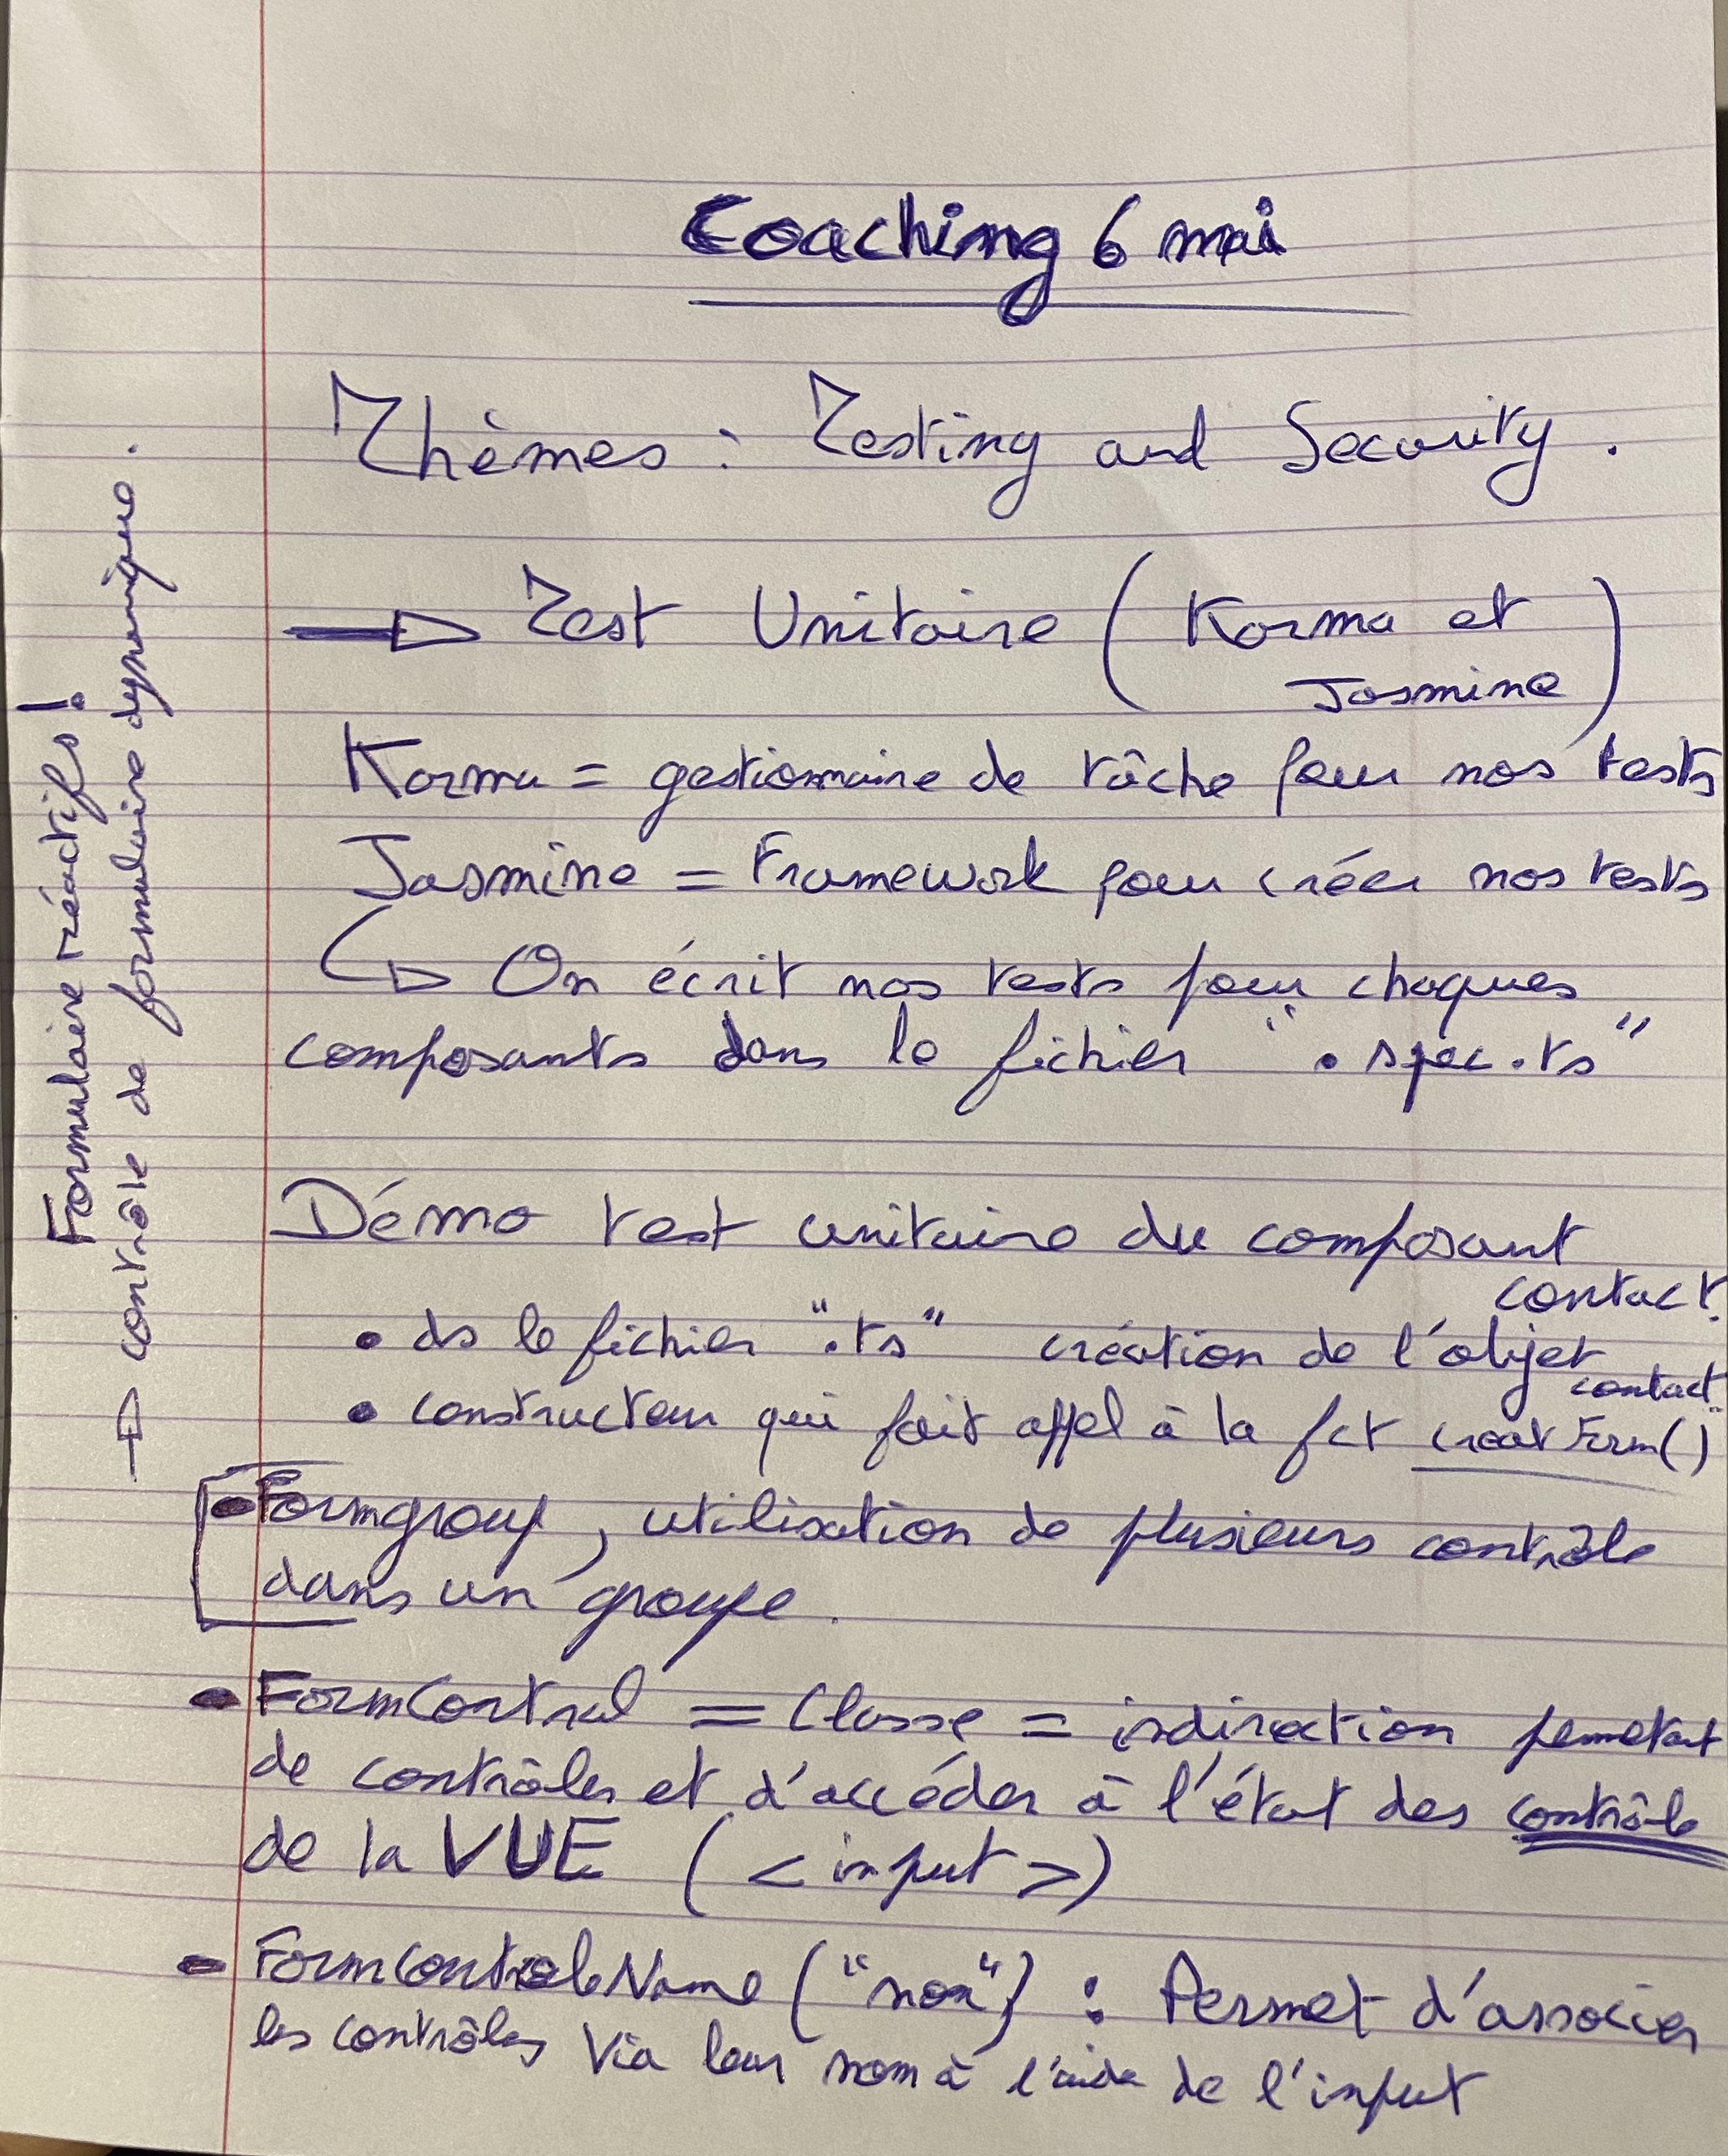 Coaching 6 mai
Thèmes : Testing and Security.
Test Unitaire ( Karma et
Jasmine )
Karma = gestionnaire de tâche pour nos tests
Jasmine = Framework pour créer nos tests
On écrit nos tests pour chaques
composants dans le fichier " .spec.ts "
Démo test unitaire du composant
contact.
• ds le fichier ".ts" création de l'objet
contact.
• constructeur qui fait appel à la fct creatForm()
- Formgroup, utilisation de plusieurs contrôle
dans un groupe.
- FormControl = Classe = indirection permetant
de contrôler et d'accéder à l'état des contrôle
de la VUE ( <input> )
- FormControleName ("nom") : Permet d'associer
les contrôles Via leur nom à l'aide de l'input
Formulaire réactifs !
→ contrôle de formulaire dynamique.